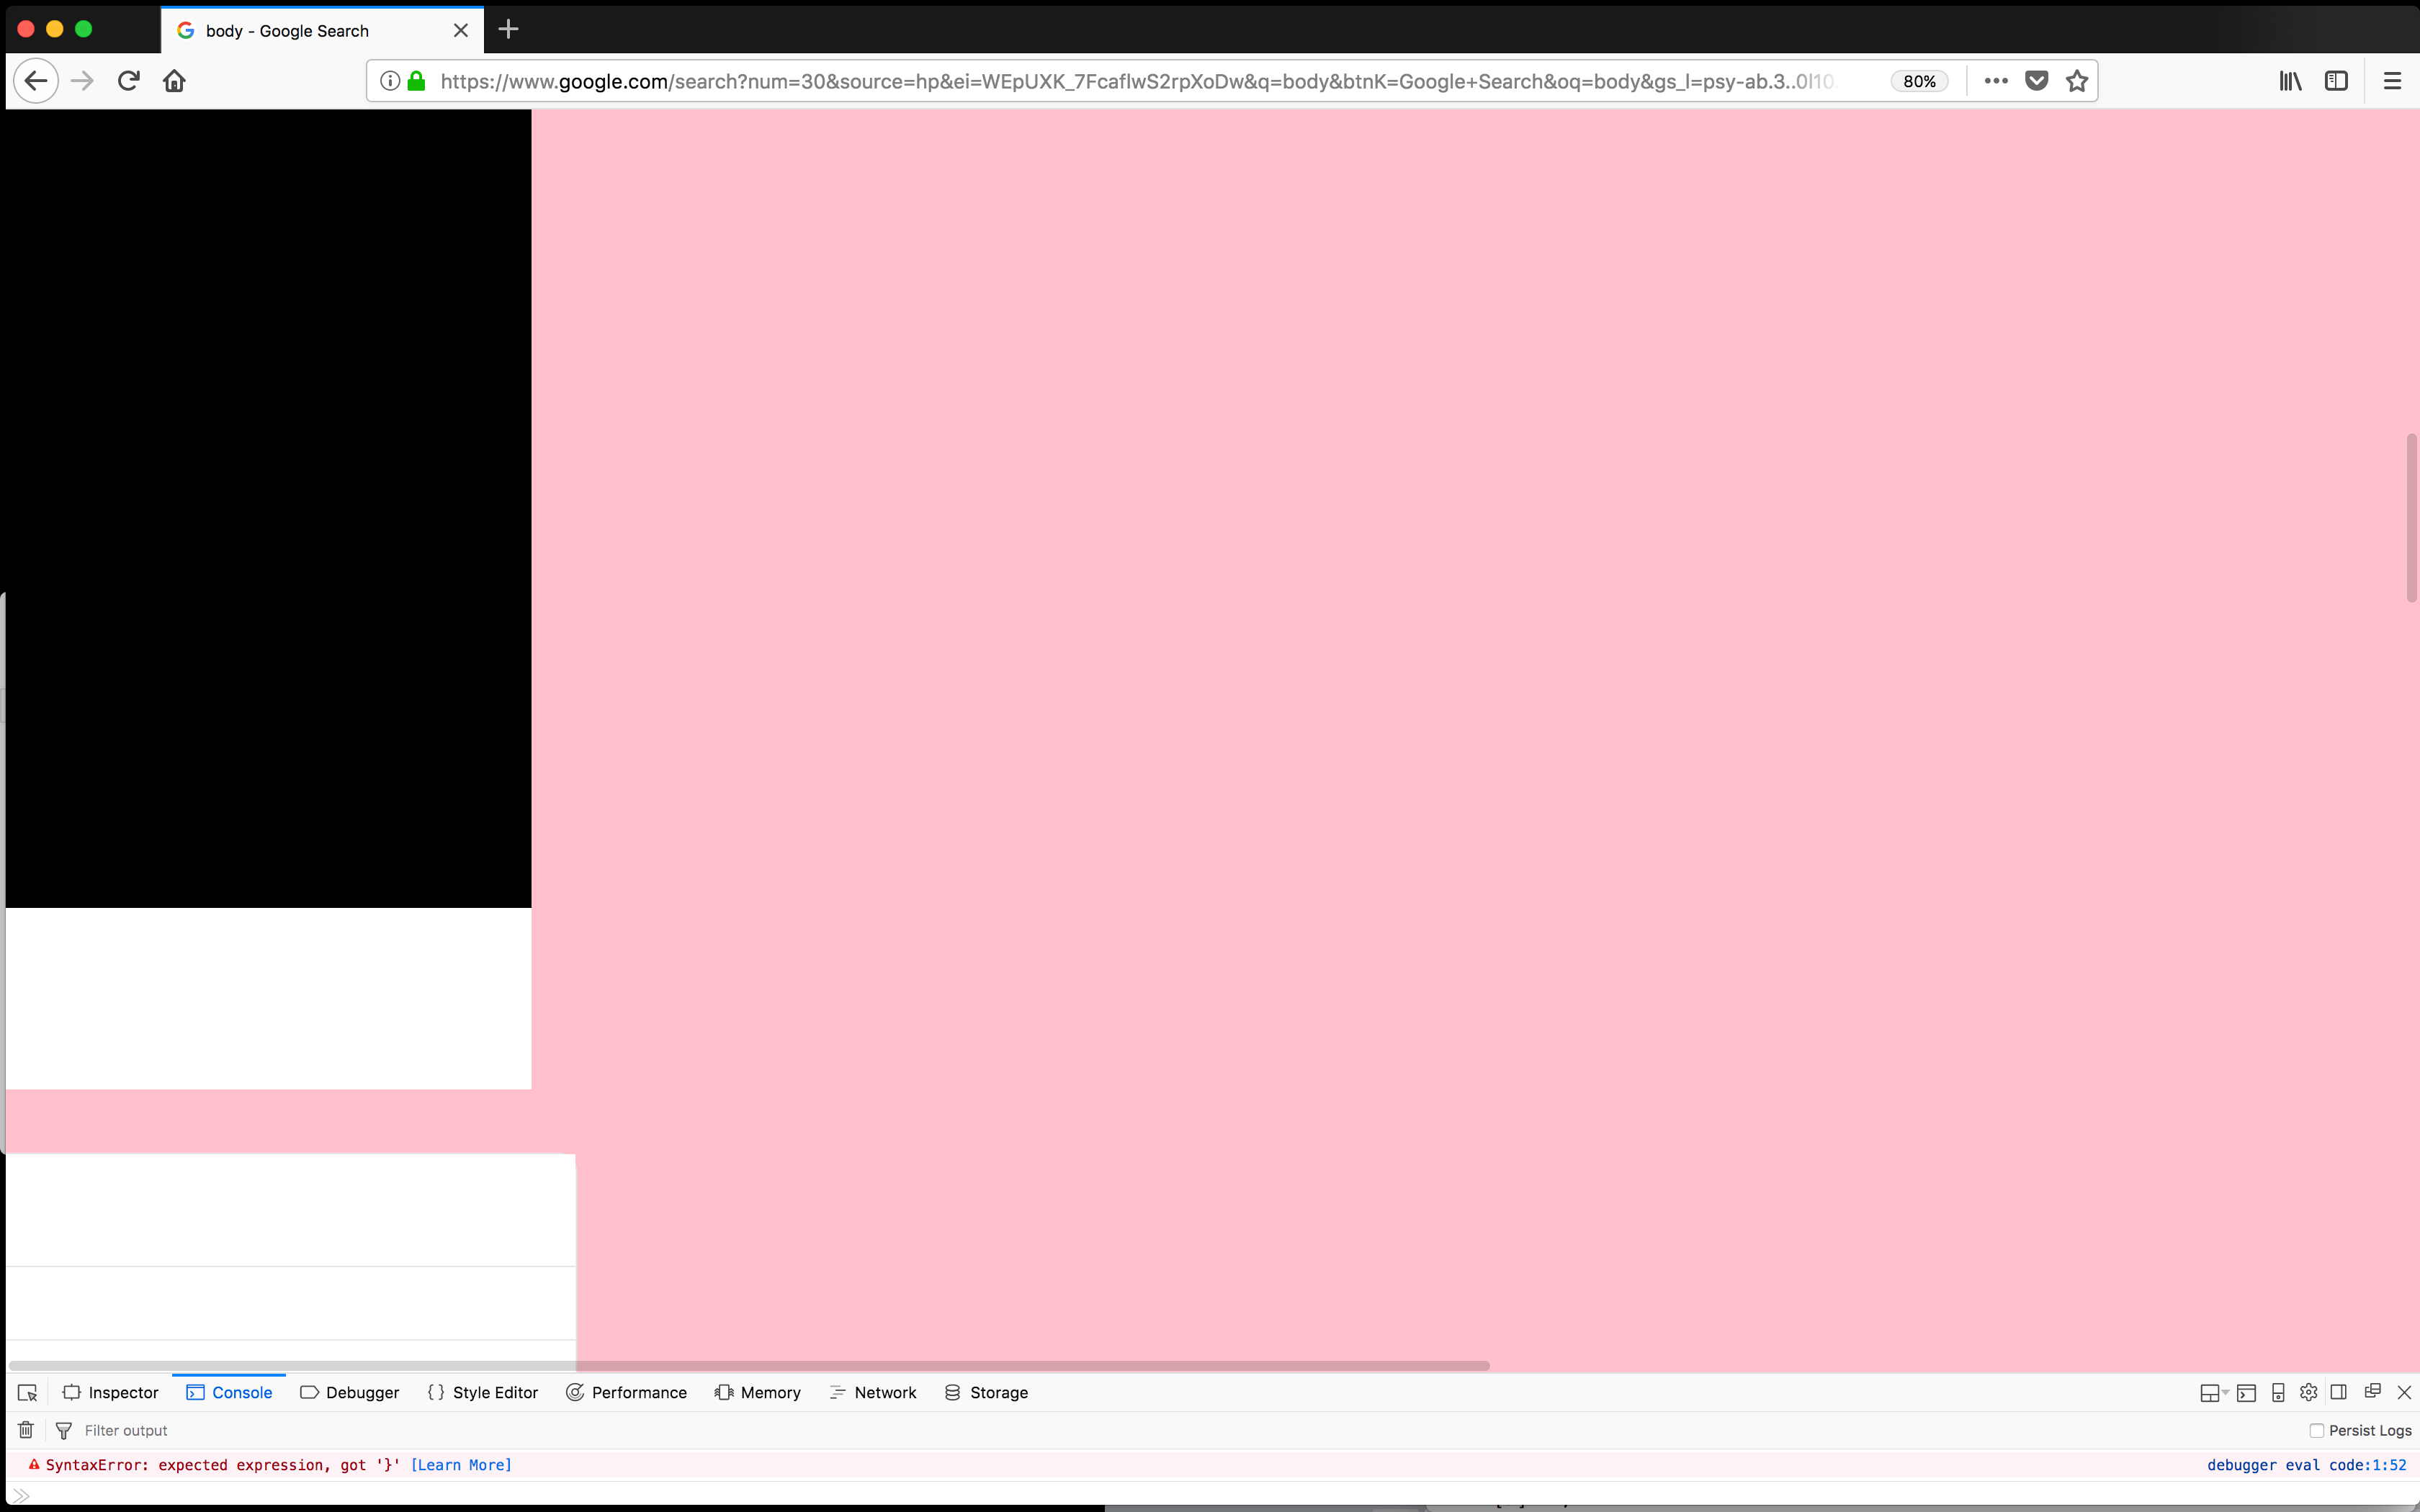 body - Google Search
https://www.google.com/search?num=30&source=hp&ei=WEpUXK_7FcaflwS2rpXoDw&q=body&btnK=Google+Search&oq=body&gs_l=psy-ab.3..0l10. 80%
Inspector Console Debugger Style Editor Performance Memory Network Storage
Filter output Persist Logs
SyntaxError: expected expression, got '}' [Learn More] debugger eval code:1:52